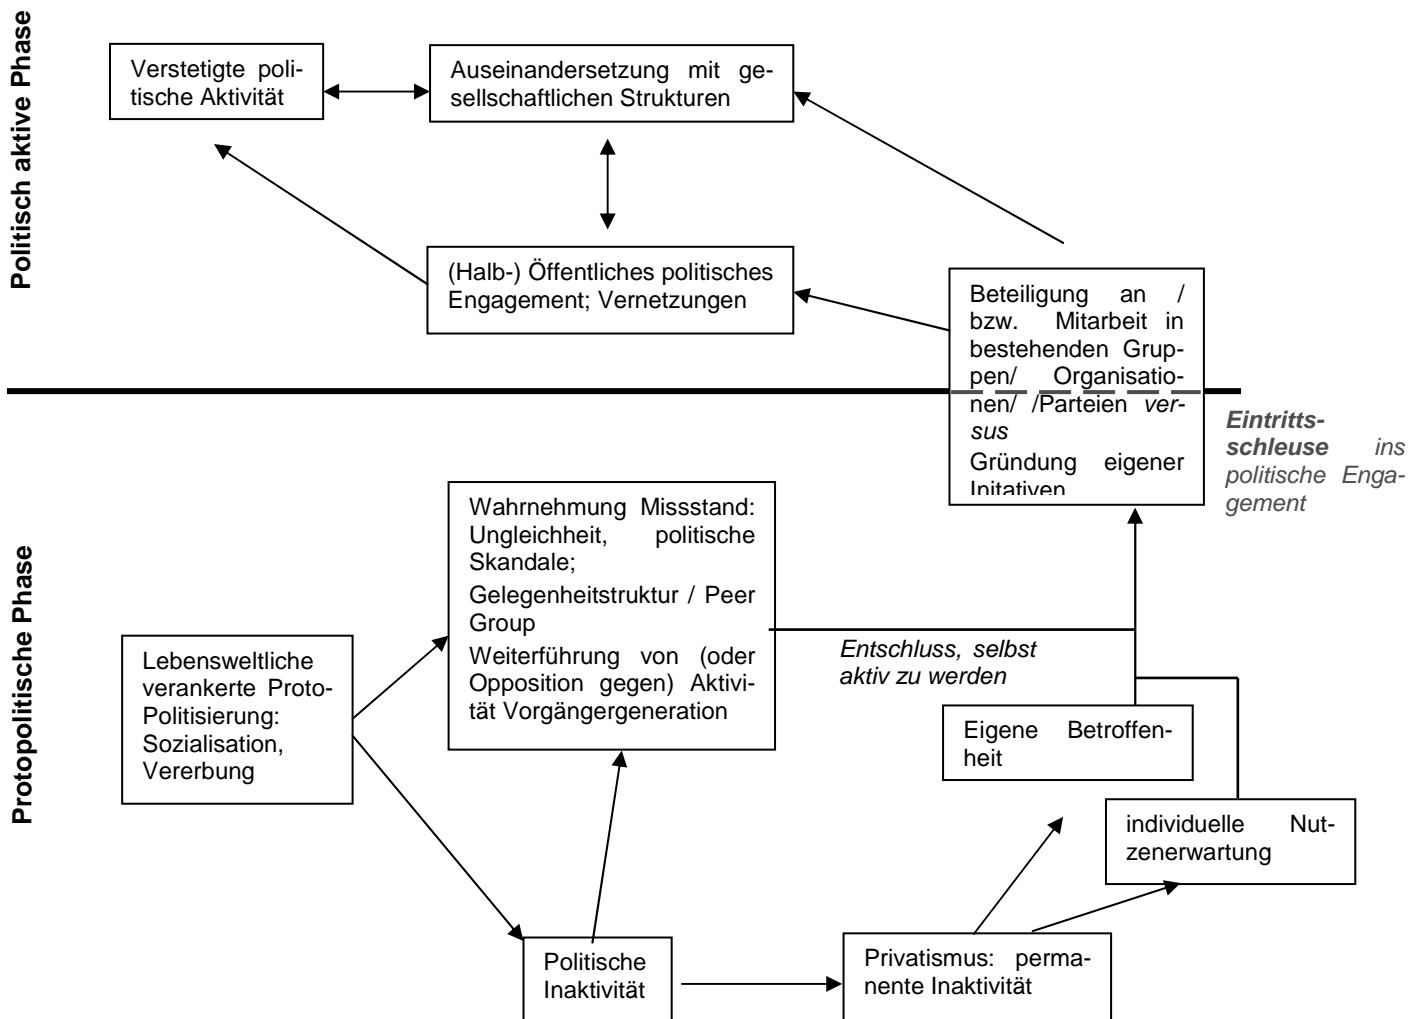 Politisch aktive Phase
Verstetigte poli-
tische Aktivität
Auseinandersetzung mit ge-
sellschaftlichen Strukturen
(Halb-) Öffentliches politisches
Engagement; Vernetzungen
Beteiligung an /
bzw. Mitarbeit in
bestehenden Grup-
pen/ Organisatio-
nen/ /Parteien ver-
sus
Gründung eigener
Initativen
Eintritts-
schleuse ins
politische Enga-
gement
Protopolitische Phase
Wahrnehmung Missstand:
Ungleichheit, politische
Skandale;
Gelegenheitstruktur / Peer
Group
Weiterführung von (oder
Opposition gegen) Aktivi-
tät Vorgängergeneration
Lebensweltliche
verankerte Proto-
Politisierung:
Sozialisation,
Vererbung
Entschluss, selbst
aktiv zu werden
Eigene Betroffen-
heit
individuelle Nut-
zenerwartung
Politische
Inaktivität
Privatismus: perma-
nente Inaktivität